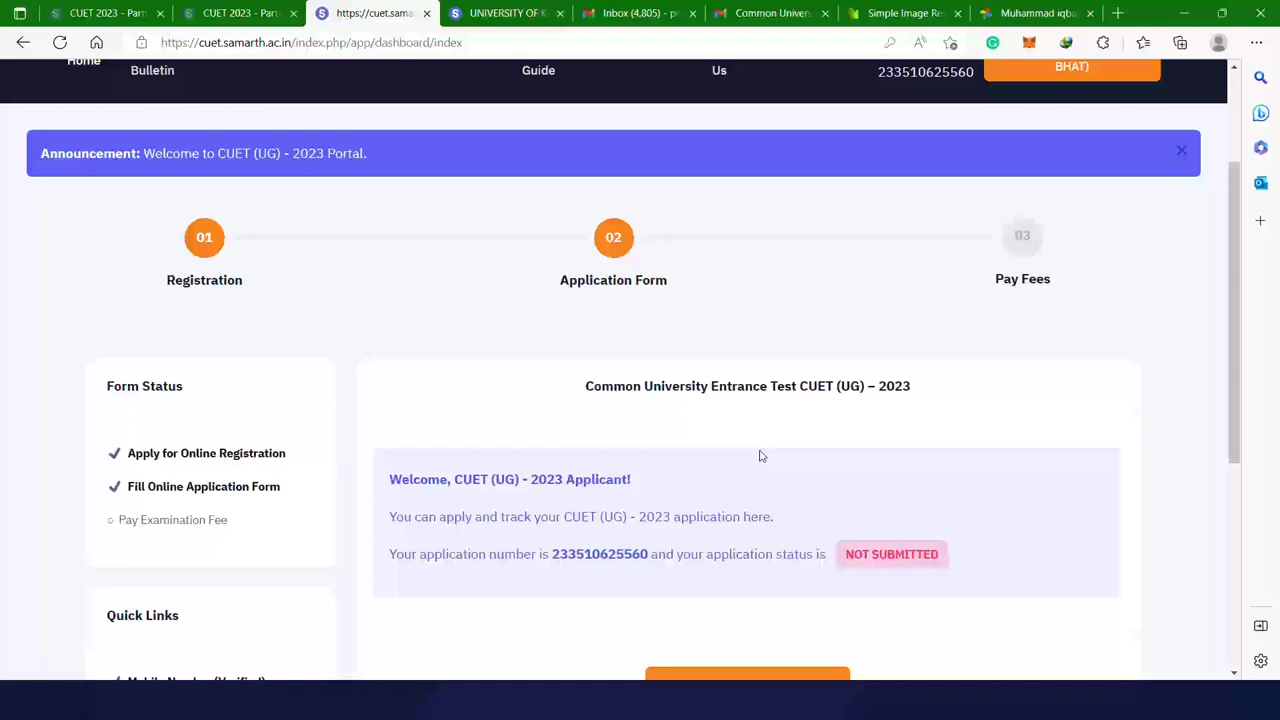 CUET 2023 - Par
CUET 2023 - Par
https://cuet.sama
UNIVERSITY OF K
Inbox (4,805) - p
Common Univer
Simple Image Re
Muhammad iqba
https://cuet.samarth.ac.in/index.php/app/dashboard/index
Home
Bulletin
Guide
Us
233510625560
BHAT)
Announcement: Welcome to CUET (UG) - 2023 Portal.
01
02
03
Registration
Application Form
Pay Fees
Form Status
Common University Entrance Test CUET (UG) – 2023
Apply for Online Registration
Fill Online Application Form
Pay Examination Fee
Welcome, CUET (UG) - 2023 Applicant!
You can apply and track your CUET (UG) - 2023 application here.
Your application number is 233510625560 and your application status is NOT SUBMITTED
Quick Links
Mobile Number (Verified)